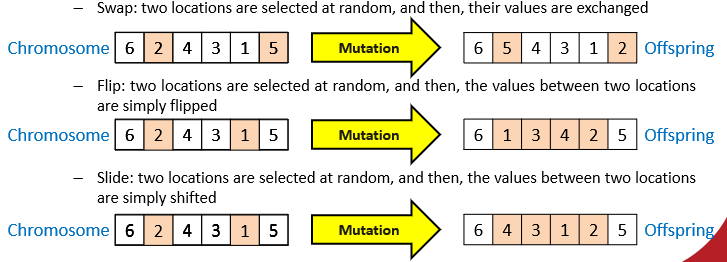 – Swap: two locations are selected at random, and then, their values are exchanged
Chromosome 6 2 4 3 1 5 Mutation 6 5 4 3 1 2 Offspring
– Flip: two locations are selected at random, and then, the values between two locations
are simply flipped
Chromosome 6 2 4 3 1 5 Mutation 6 1 3 4 2 5 Offspring
– Slide: two locations are selected at random, and then, the values between two locations
are simply shifted
Chromosome 6 2 4 3 1 5 Mutation 6 4 3 1 2 5 Offspring